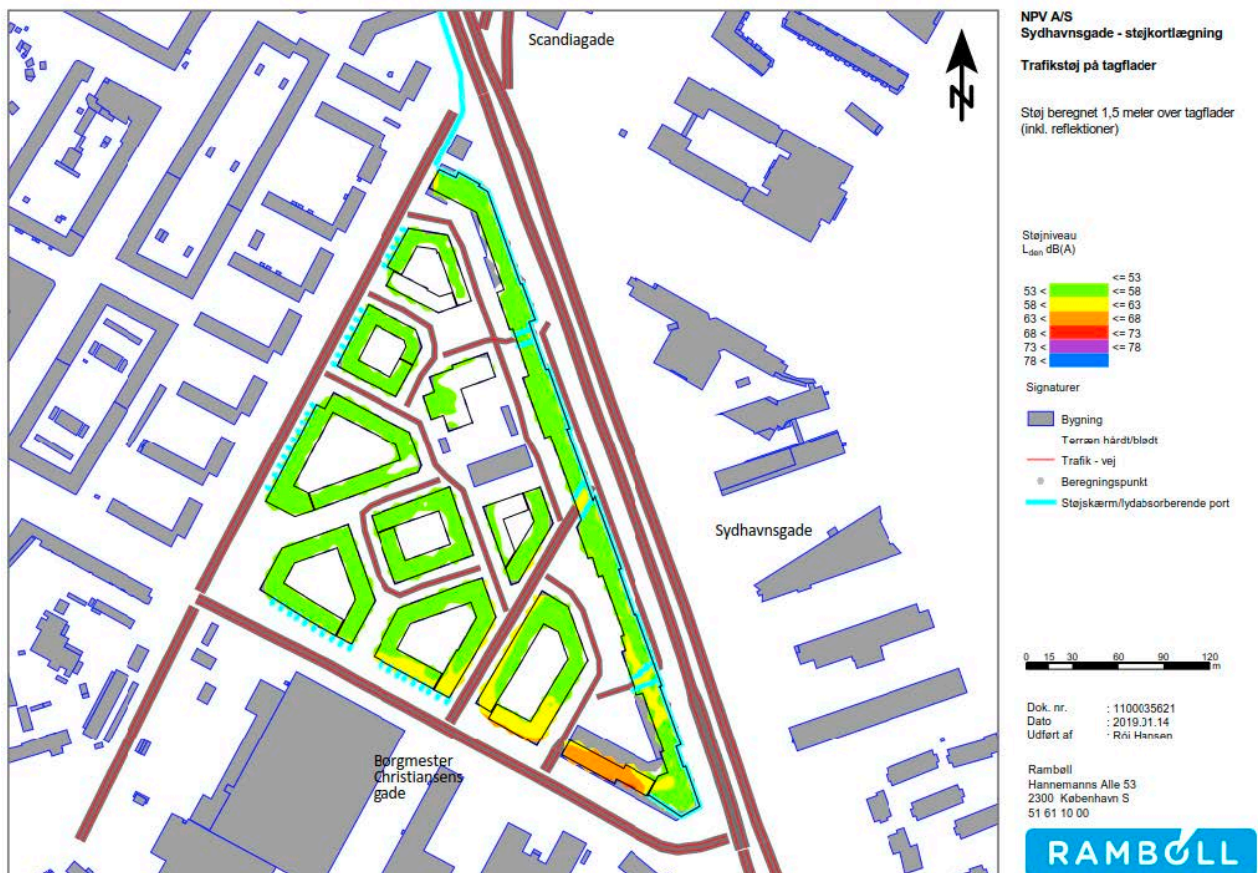 Scandiagade
Sydhavnsgade
Borgmester
Christiansens
gade
N
NPV A/S
Sydhavnsgade - støjkortlægning
Trafikstøj på tagflader
Støj beregnet 1,5 meter over tagflader
(inkl. reflektioner)
Støjniveau
Lden dB(A)
<= 53
53 < <= 58
58 < <= 63
63 < <= 68
68 < <= 73
73 < <= 78
78 <
Signaturer
Bygning
Terræn hårdt/blødt
Trafik - vej
Beregningspunkt
Støjskærm/lydabsorberende port
0 15 30 60 90 120
m
Dok. nr. : 1100035621
Dato : 2019.01.14
Udført af : Rói Hansen
Rambøll
Hannemanns Alle 53
2300 København S
51 61 10 00
RAMBOLL